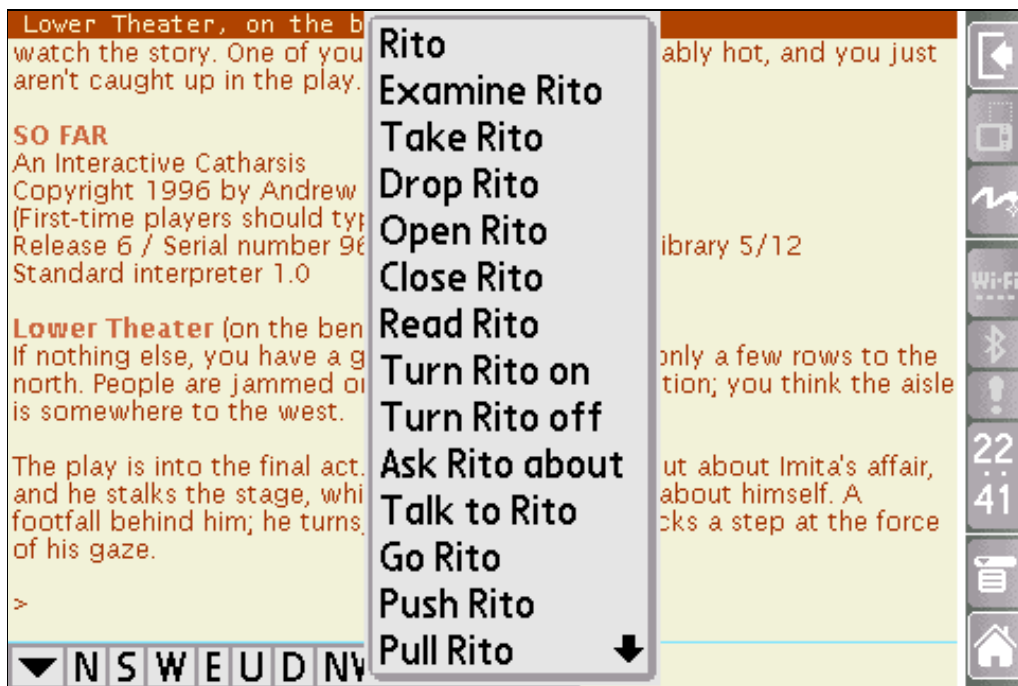 Lower Theater, on the b
watch the story. One of you ably hot, and you just
aren't caught up in the play.
SO FAR
An Interactive Catharsis
Copyright 1996 by Andrew
(First-time players should typ
Release 6 / Serial number 96 ibrary 5/12
Standard interpreter 1.0
Lower Theater (on the ben
If nothing else, you have a g only a few rows to the
north. People are jammed on tion; you think the aisle
is somewhere to the west.
The play is into the final act. ut about Imita's affair,
and he stalks the stage, whi about himself. A
footfall behind him; he turns, cks a step at the force
of his gaze.
>
Rito
Examine Rito
Take Rito
Drop Rito
Open Rito
Close Rito
Read Rito
Turn Rito on
Turn Rito off
Ask Rito about
Talk to Rito
Go Rito
Push Rito
Pull Rito
N S W E U D NW
Wi-Fi
22
:
41